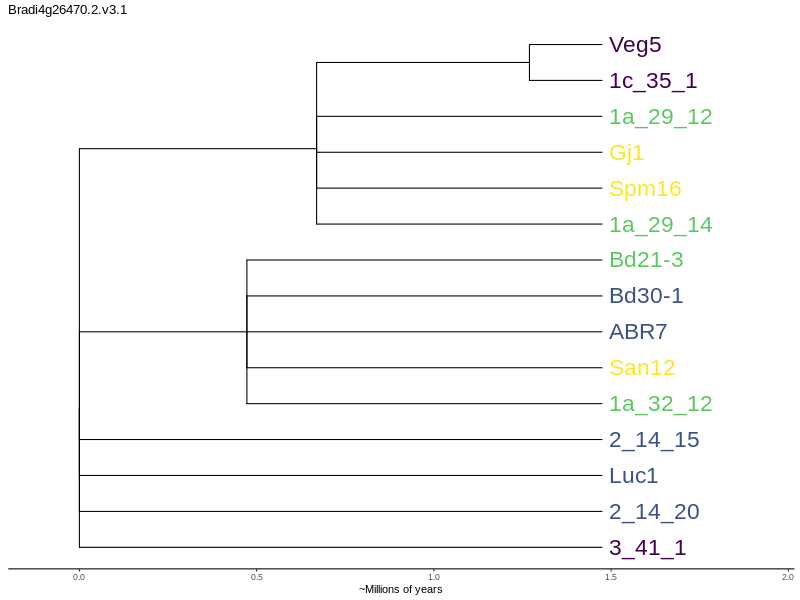 Bradi4g26470.2.v3.1
Veg5
1c_35_1
1a_29_12
Gj1
Spm16
1a_29_14
Bd21-3
Bd30-1
ABR7
San12
1a_32_12
2_14_15
Luc1
2_14_20
3_41_1
0.0 0.5 1.0 1.5 2.0
~Millions of years